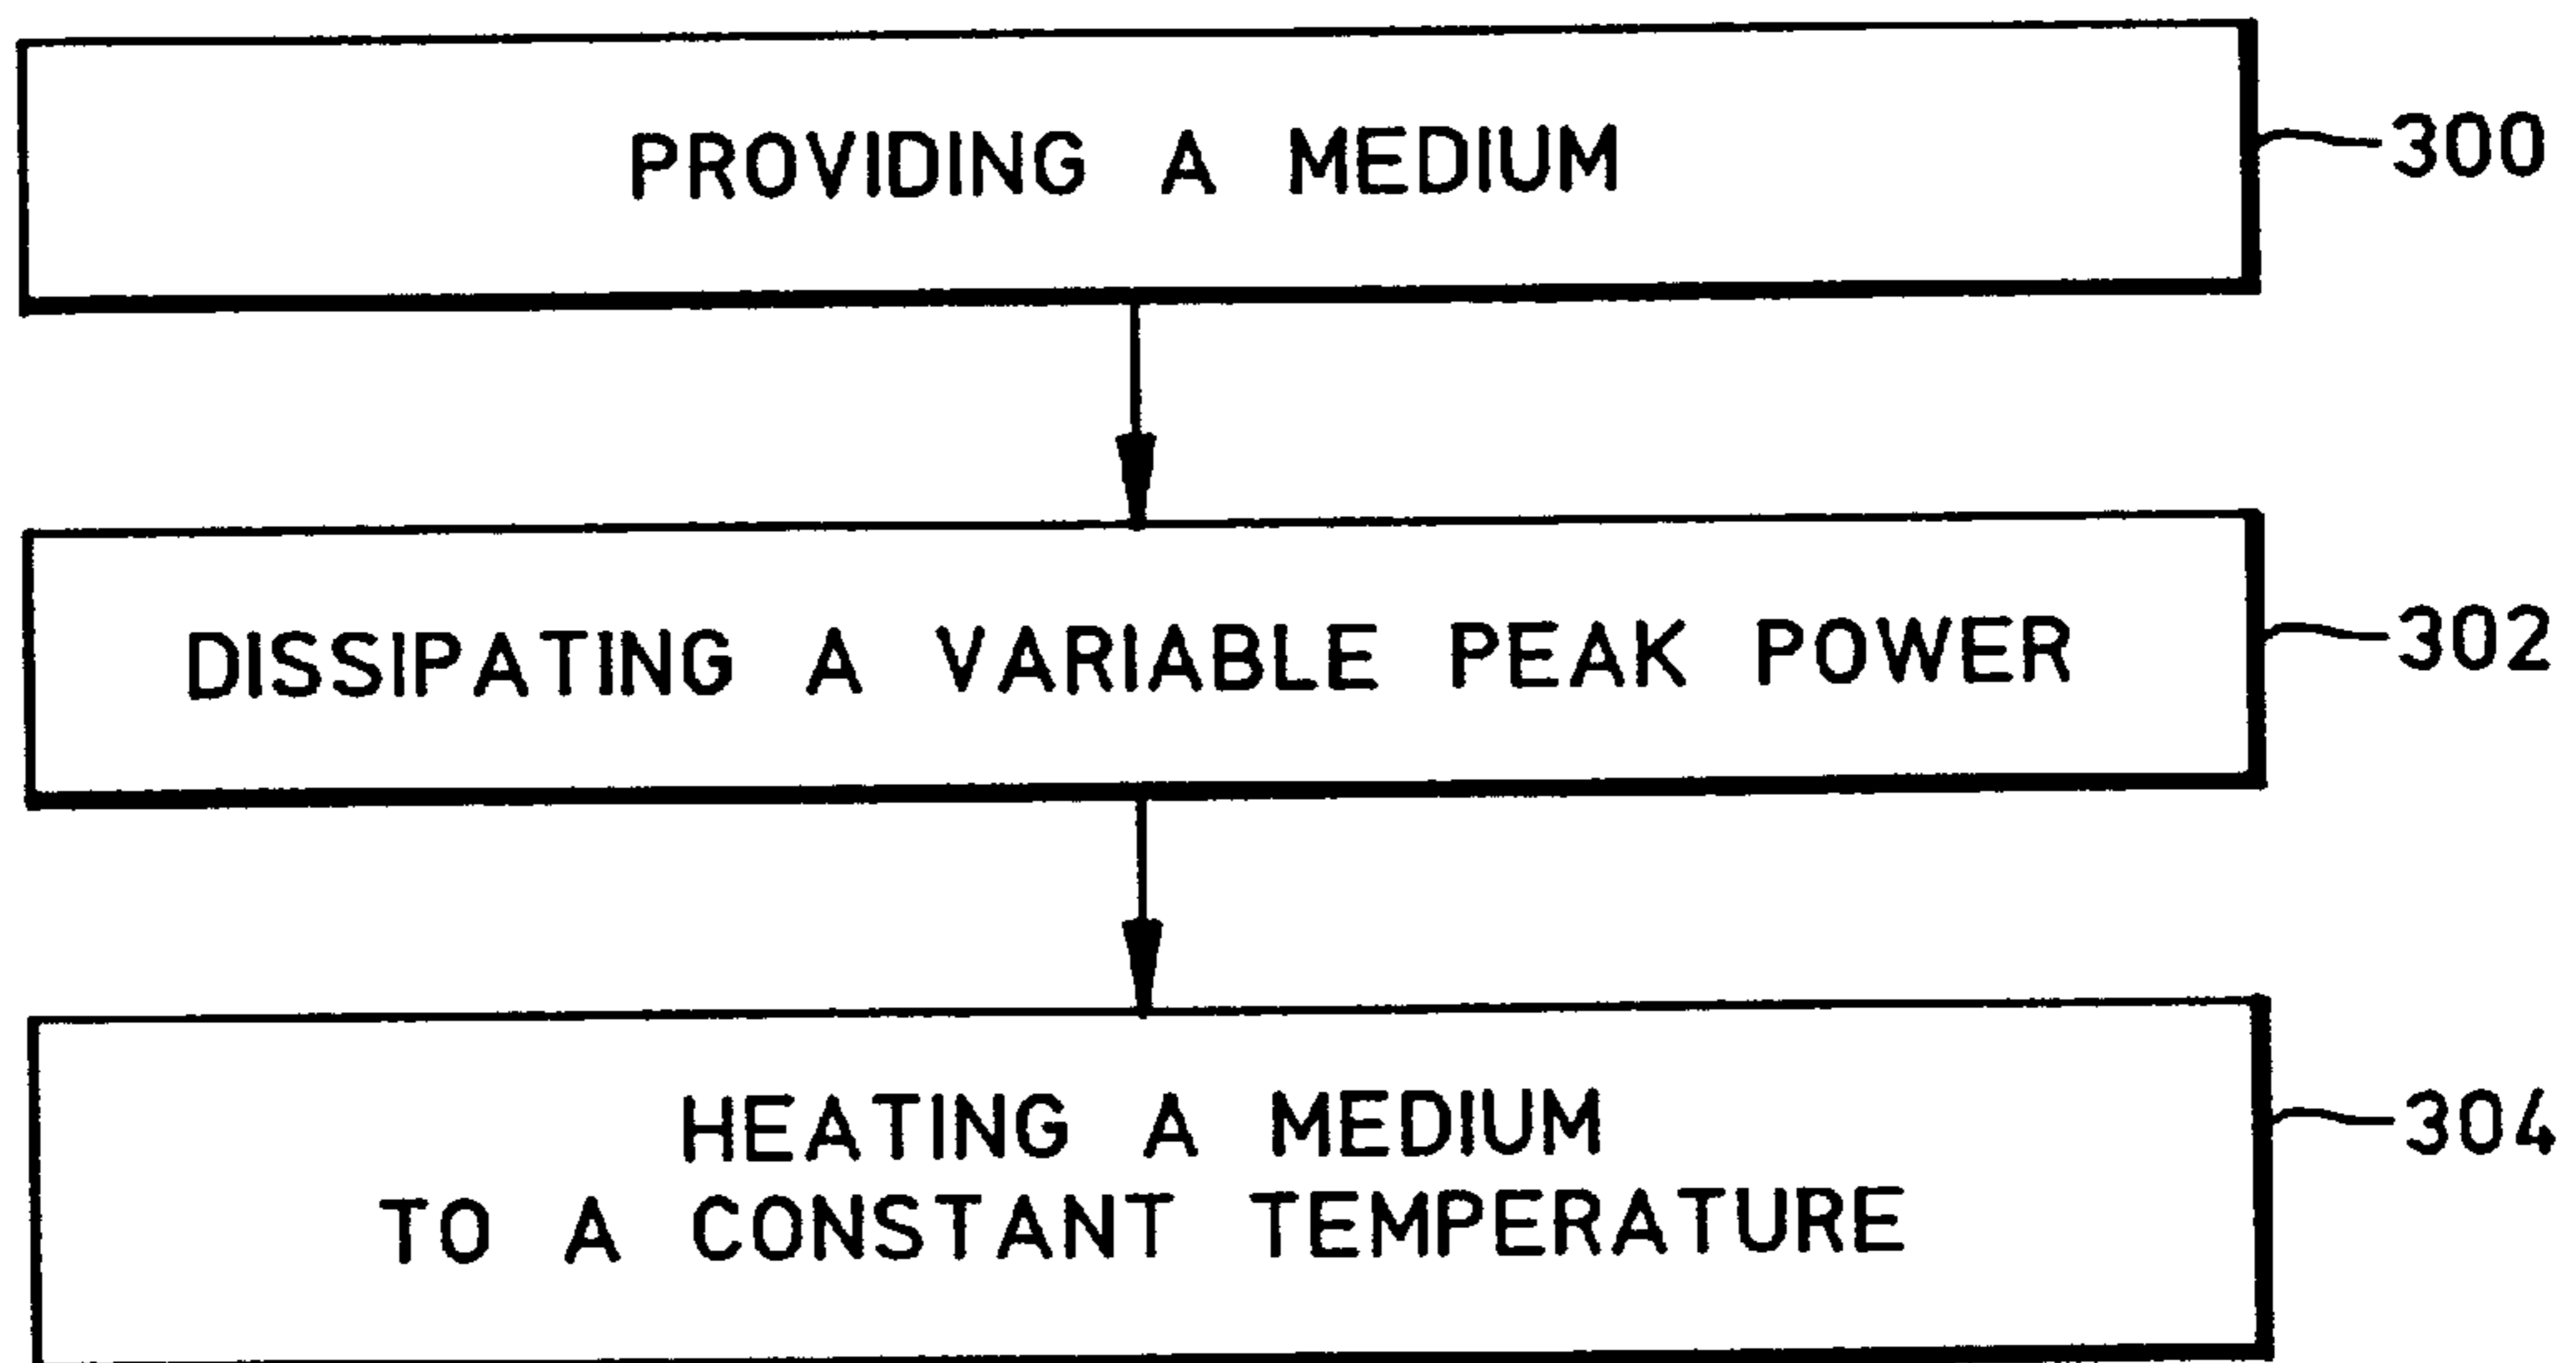 PROVIDING A MEDIUM
300
DISSIPATING A VARIABLE PEAK POWER
302
HEATING A MEDIUM
TO A CONSTANT TEMPERATURE
304